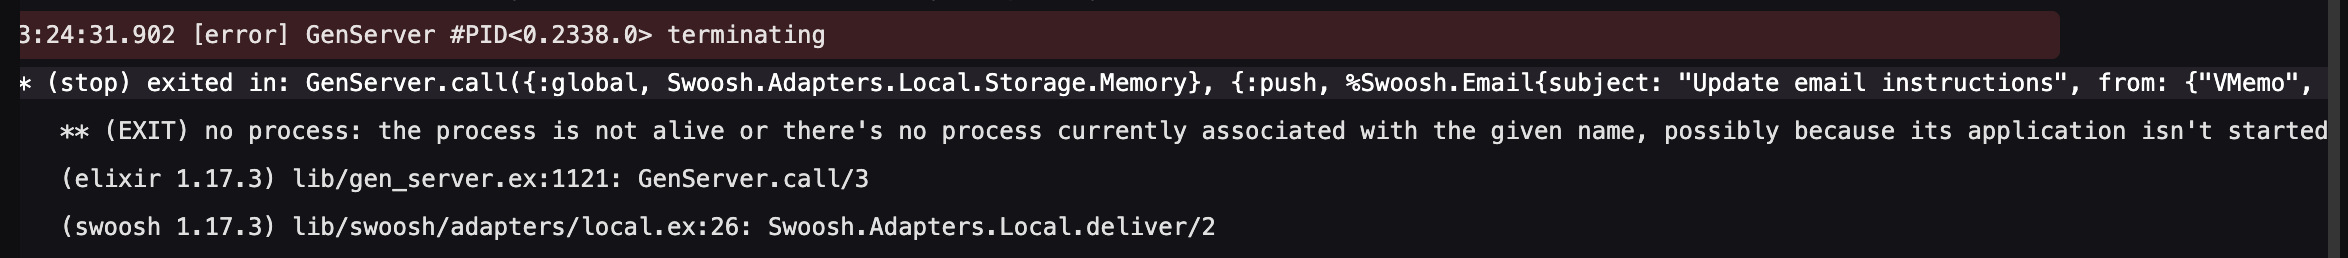 3:24:31.902 [error] GenServer #PID<0.2338.0> terminating
* (stop) exited in: GenServer.call({:global, Swoosh.Adapters.Local.Storage.Memory}, {:push, %Swoosh.Email{subject: "Update email instructions", from: {"VMemo",
** (EXIT) no process: the process is not alive or there's no process currently associated with the given name, possibly because its application isn't started
(elixir 1.17.3) lib/gen_server.ex:1121: GenServer.call/3
(swoosh 1.17.3) lib/swoosh/adapters/local.ex:26: Swoosh.Adapters.Local.deliver/2